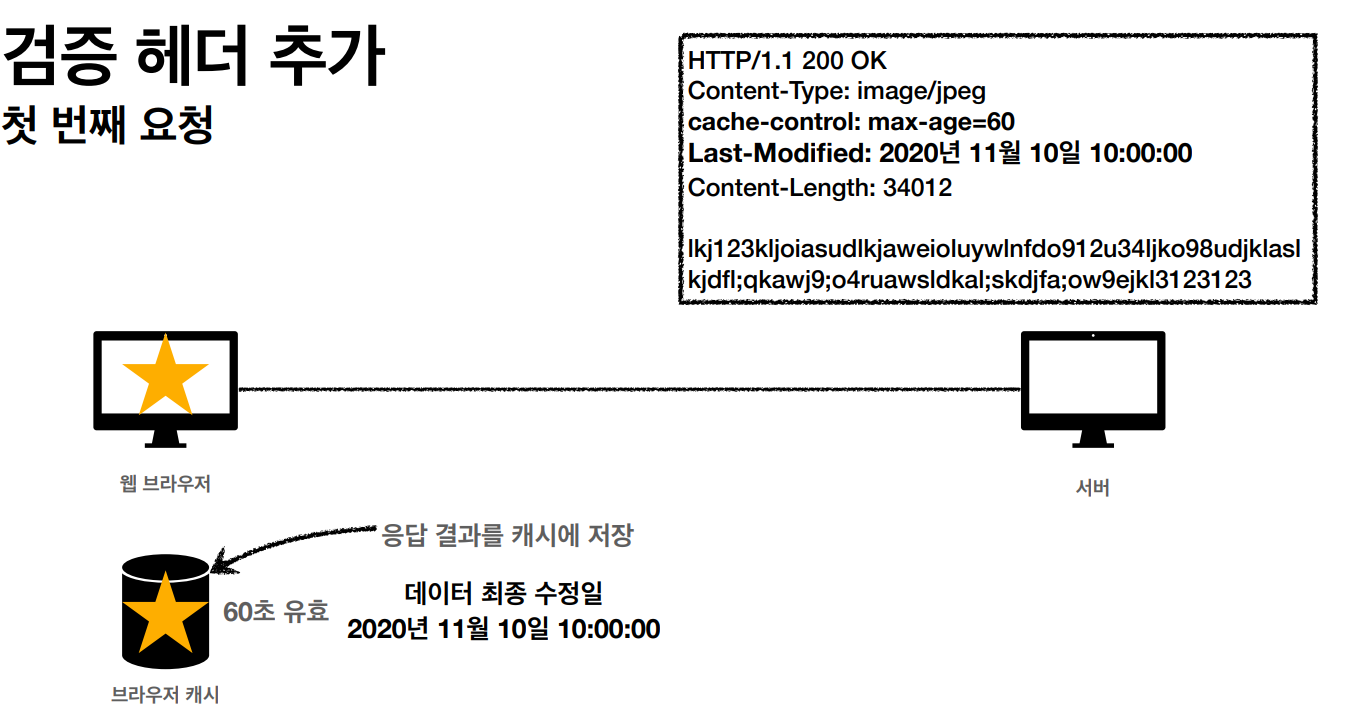 검증 헤더 추가
첫 번째 요청
HTTP/1.1 200 OK
Content-Type: image/jpeg
cache-control: max-age=60
Last-Modified: 2020년 11월 10일 10:00:00
Content-Length: 34012
lkj123kljoiasudlkjaweioluywlnfdo912u34ljko98udjklasl
kjdfl;qkawj9;o4ruawsldkal;skdjfa;ow9ejkl3123123
웹 브라우저
서버
응답 결과를 캐시에 저장
60초 유효
데이터 최종 수정일
2020년 11월 10일 10:00:00
브라우저 캐시